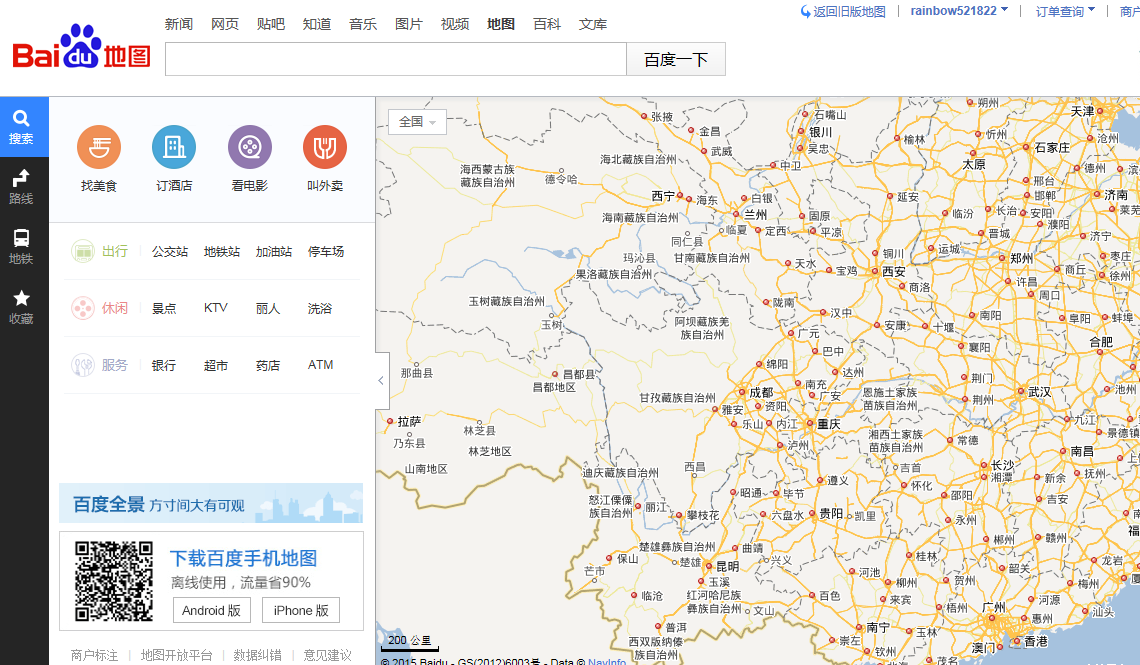 返回旧版地图 | rainbow521822 | 订单查询 | 商户
新闻 网页 贴吧 知道 音乐 图片 视频 地图 百科 文库
Bai du 地图
百度一下
搜索
路线
地铁
收藏
找美食 订酒店 看电影 叫外卖
出行 公交站 地铁站 加油站 停车场
休闲 景点 KTV 丽人 洗浴
服务 银行 超市 药店 ATM
百度全景 方寸间大有可观
下载百度手机地图
离线使用，流量省90%
Android 版 iPhone 版
商户标注 | 地图开放平台 | 数据纠错 | 意见建议
全国
张掖
石嘴山
朔州
天津
金昌
银川
榆林
忻州
沧州
武威
吴忠
石家庄
海北藏族自治州
中卫
太原
德州
滨
海西蒙古族
藏族自治州
德令哈
邢台
西宁
海东
白银
延安
邯郸
济南
海南藏族自治州
兰州
固原
临汾
长治
安阳
莱芜
同仁县
临夏
定西
平凉
晋城
濮阳
济宁
玛沁县
甘南藏族自治州
铜川
运城
郑州
枣庄
果洛藏族自治州
天水
宝鸡
西安
商丘
徐州
商洛
许昌
玉树藏族自治州
陇南
周口
玉树
汉中
南阳
阿坝藏族羌
族自治州
安康
十堰
阜阳
蚌埠
广元
襄阳
合肥
巴中
绵阳
那曲县
昌都县
达州
荆门
昌都地区
成都
南充
恩施土家族
苗族自治州
武汉
池州
甘孜藏族自治州
广安
荆州
雅安
资阳
拉萨
乐山
内江
重庆
九江
林芝县
湘西土家族
苗族自治州
景德镇
乃东县
泸州
常德
南昌
林芝地区
长沙
上
山南地区
迪庆藏族自治州
西昌
吉首
湘潭
新余
抚州
遵义
怀化
怒江傈僳
族自治州
昭通
毕节
邵阳
吉安
丽江
攀枝花
六盘水
贵阳
凯里
永州
南
福
楚雄彝族自治州
曲靖
郴州
赣州
保山
楚雄
昆明
兴义
桂林
龙岩
芒市
玉溪
河池
韶关
厦
临沧
红河哈尼族
彝族自治州
柳州
贺州
梅州
百色
来宾
文山
梧州
广州
河源
汕头
普洱
南宁
惠州
玉林
西双版纳傣
族自治州
崇左
澳门
香港
钦州
茂名
北海
200 公里
© 2015 Baidu - GS(2012)6003号 - Data © NavInfo